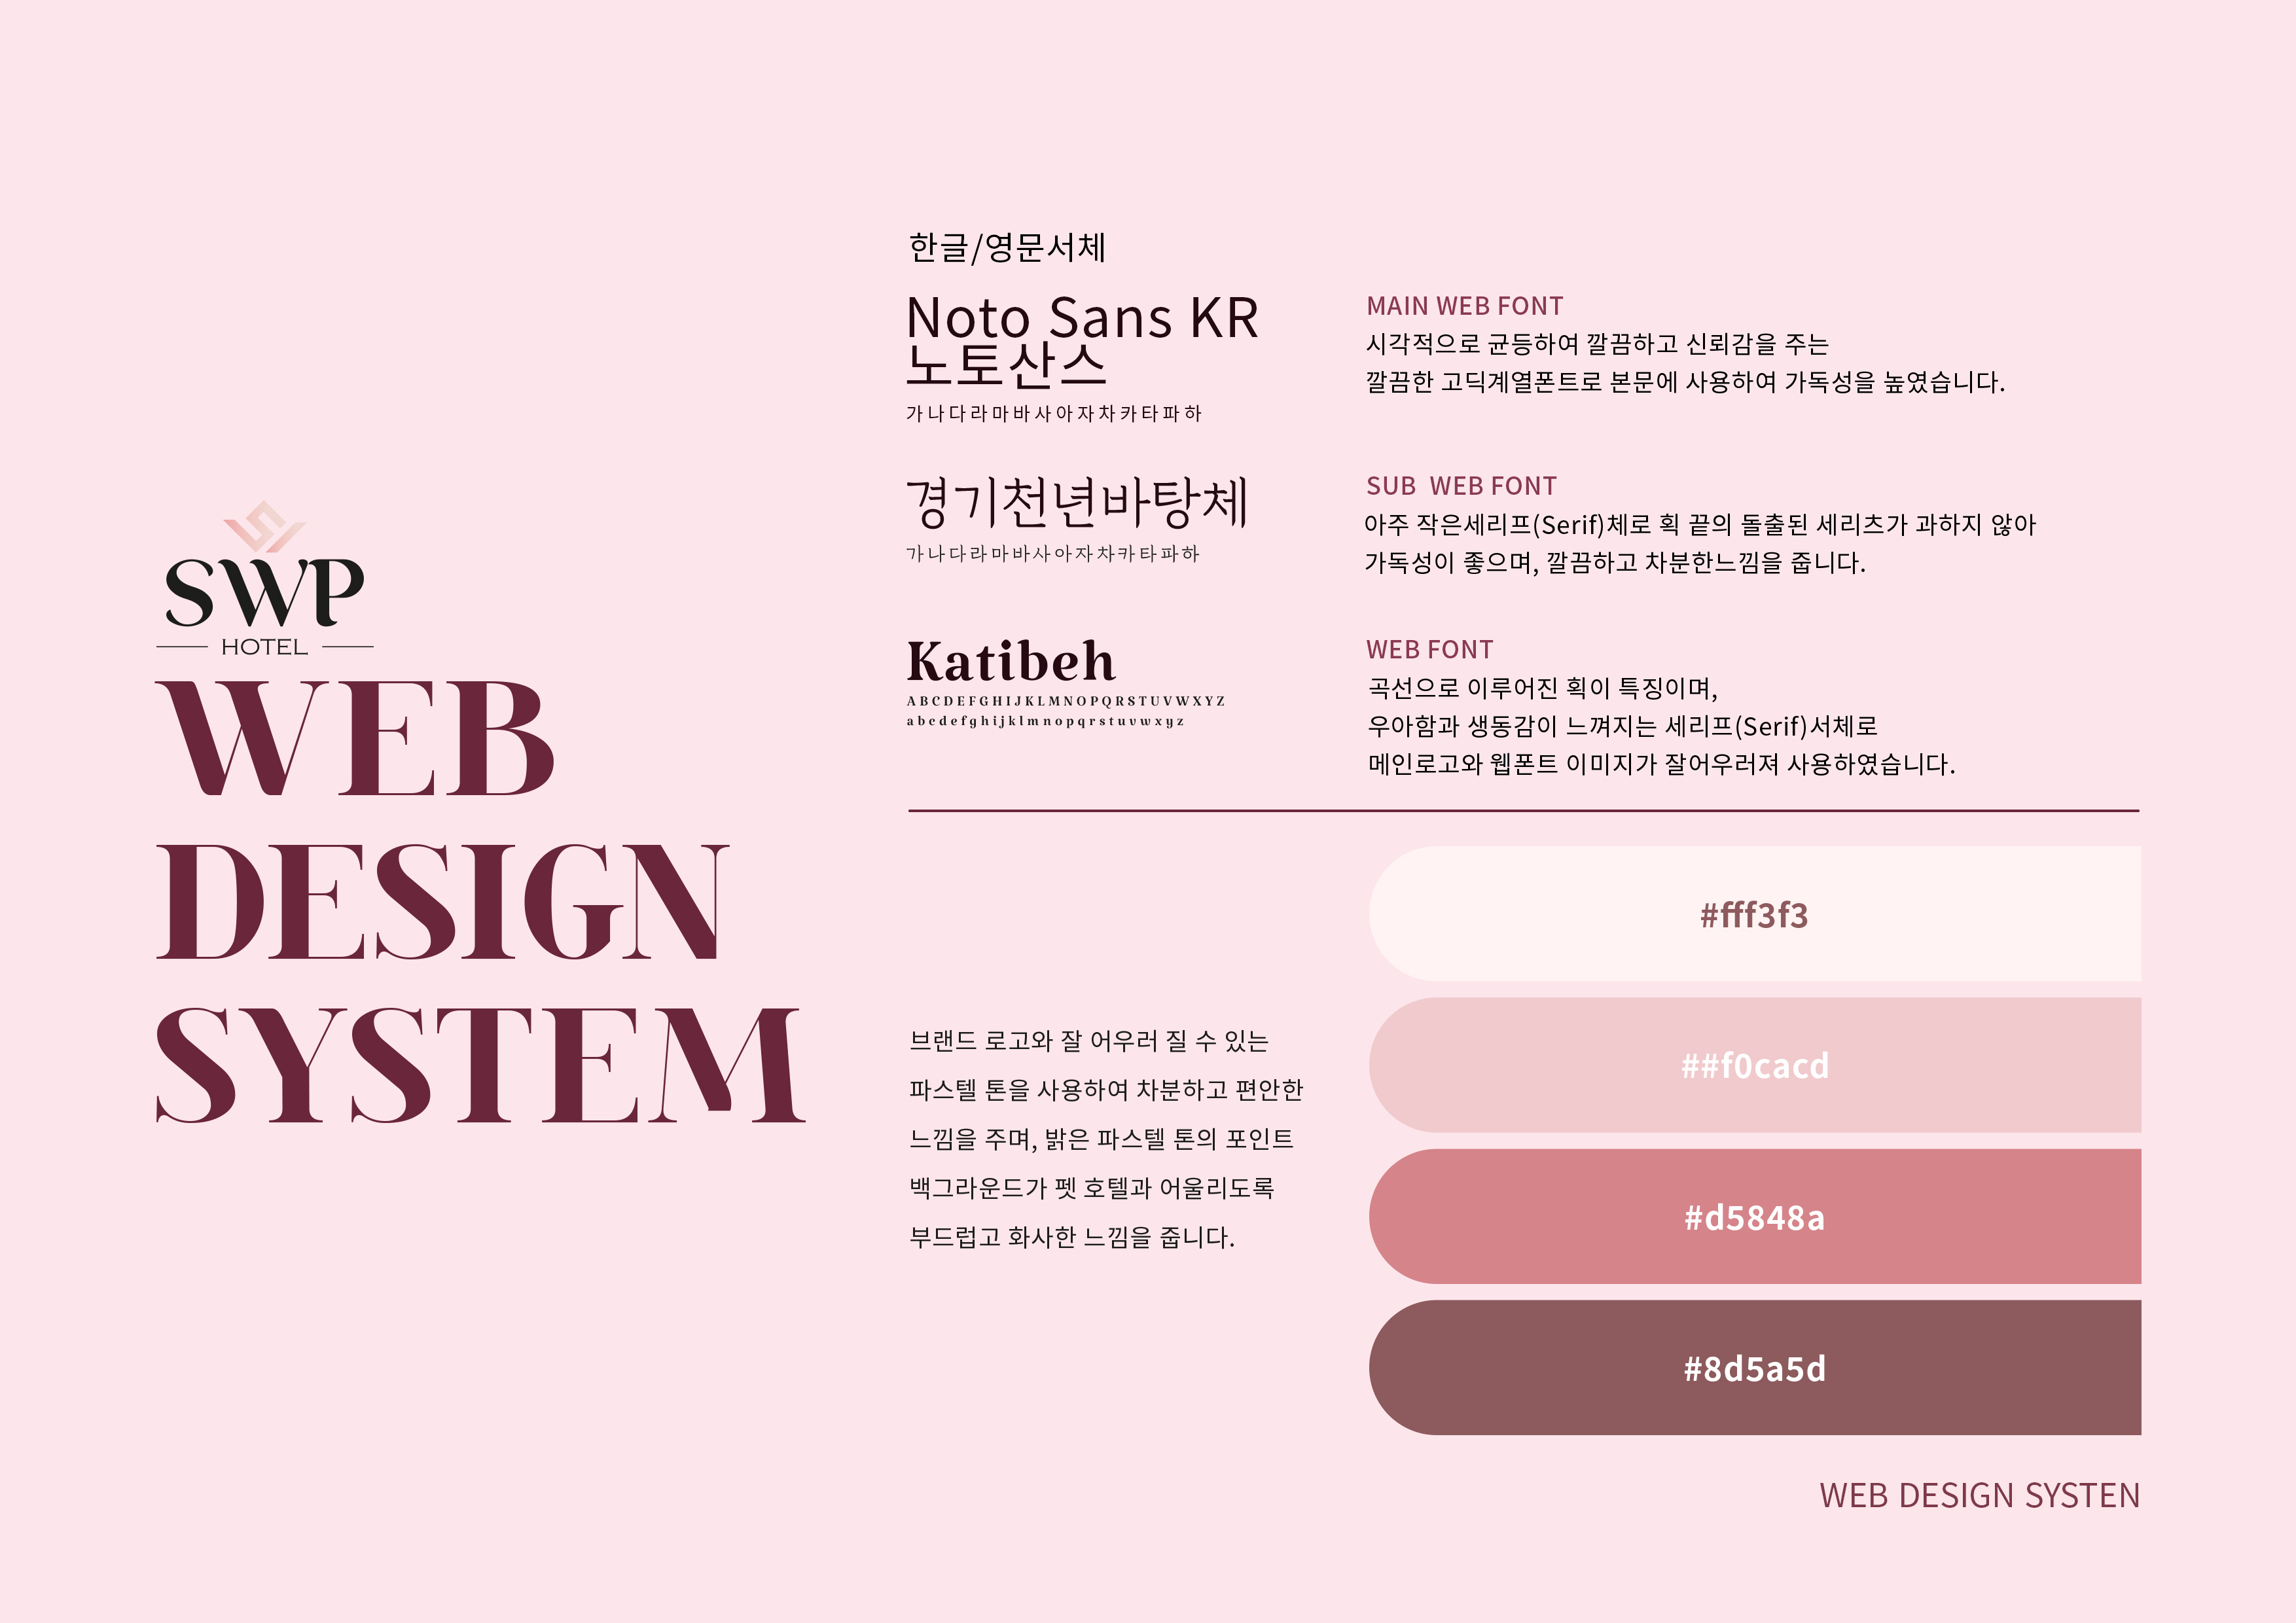 SWP
HOTEL
WEB
DESIGN
SYSTEM
한글/영문서체
Noto Sans KR
노토산스
가나다라마바사아자차카타파하
MAIN WEB FONT
시각적으로 균등하여 깔끔하고 신뢰감을 주는
깔끔한 고딕계열폰트로 본문에 사용하여 가독성을 높였습니다.
경기천년바탕체
가나다라마바사아자차카타파하
SUB WEB FONT
아주 작은세리프(Serif)체로 획 끝의 돌출된 세리츠가 과하지 않아
가독성이 좋으며, 깔끔하고 차분한느낌을 줍니다.
Katibeh
ABCDEFGHIJKLMNOPQRSTUVWXYZ
abcdefghijklmnopqrstuvwxyz
WEB FONT
곡선으로 이루어진 획이 특징이며,
우아함과 생동감이 느껴지는 세리프(Serif)서체로
메인로고와 웹폰트 이미지가 잘어우러져 사용하였습니다.
브랜드 로고와 잘 어우러 질 수 있는
파스텔 톤을 사용하여 차분하고 편안한
느낌을 주며, 밝은 파스텔 톤의 포인트
백그라운드가 펫 호텔과 어울리도록
부드럽고 화사한 느낌을 줍니다.
#fff3f3
##f0cacd
#d5848a
#8d5a5d
WEB DESIGN SYSTEN